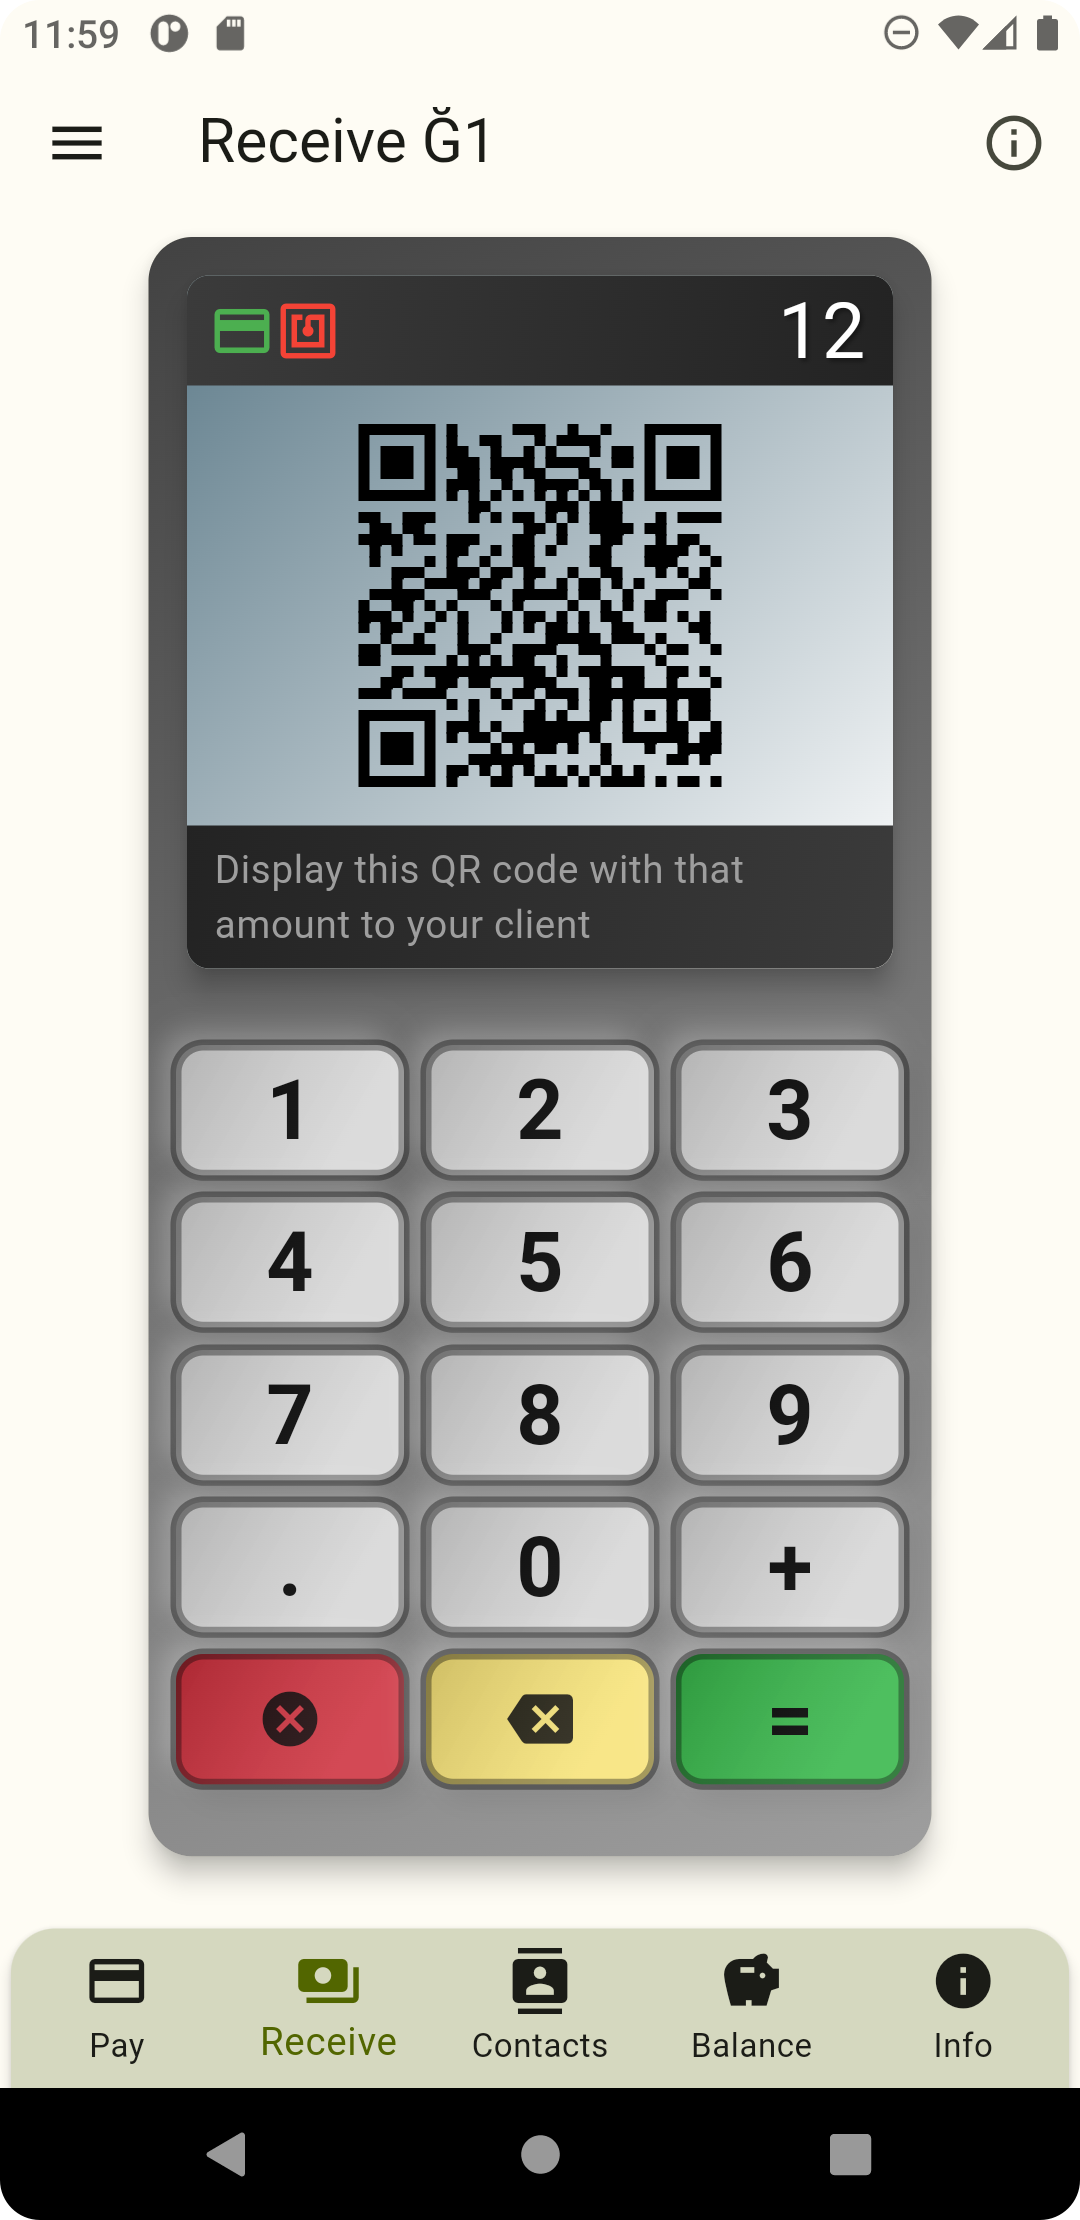 11:59
Receive Ğ1
12
Display this QR code with that
amount to your client
1 2 3
4 5 6
7 8 9
. 0 +
=
Pay Receive Contacts Balance Info